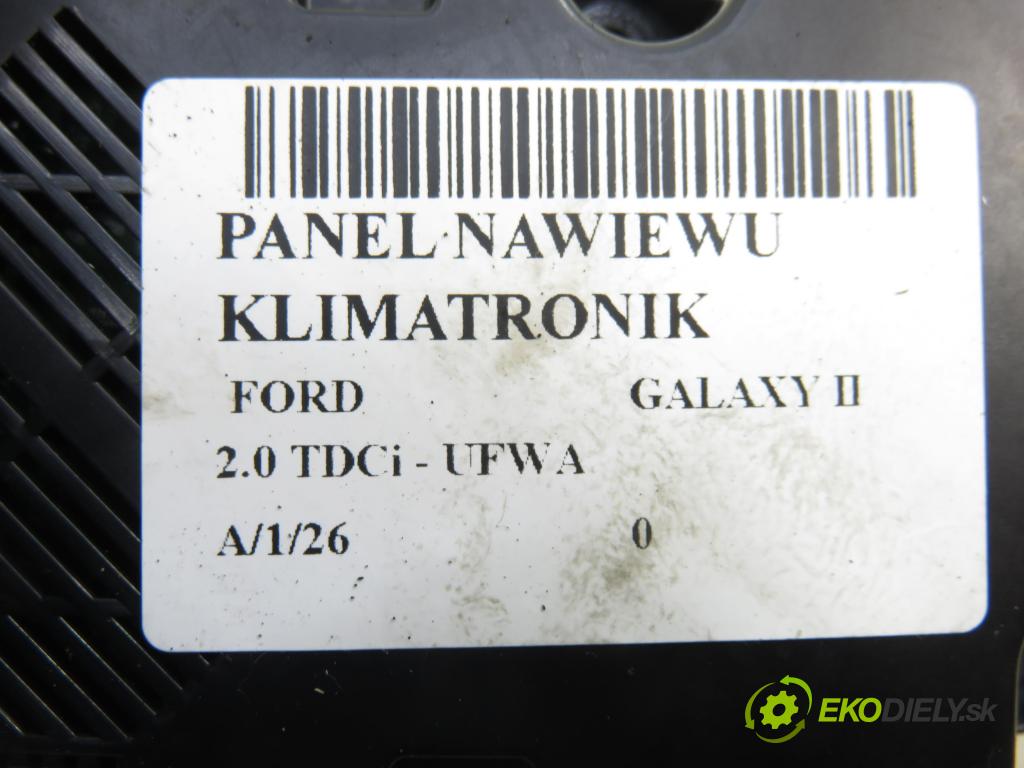 PANEL NAWIEWU
KLIMATRONIK
FORD GALAXY II
2.0 TDCi - UFWA
A/1/26 0
EKODIELY.sk